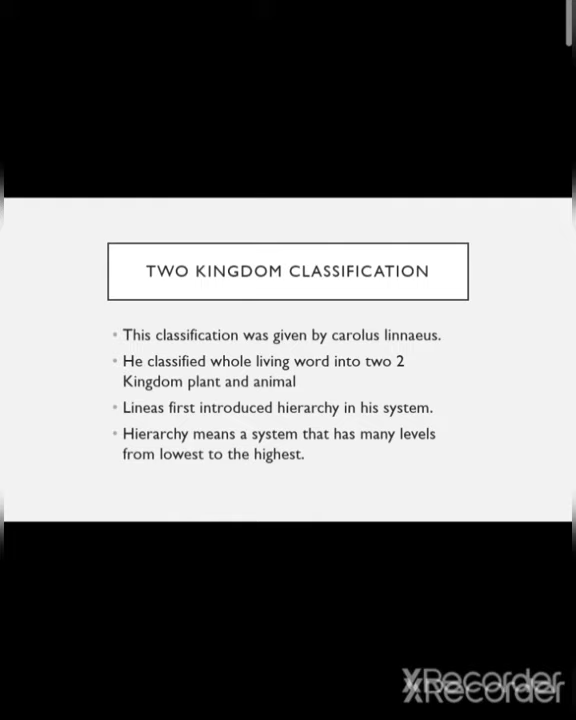 TWO KINGDOM CLASSIFICATION
• This classification was given by carolus linnaeus.
• He classified whole living word into two 2
Kingdom plant and animal
• Lineas first introduced hierarchy in his system.
• Hierarchy means a system that has many levels
from lowest to the highest.
XRecorder
XRecorder